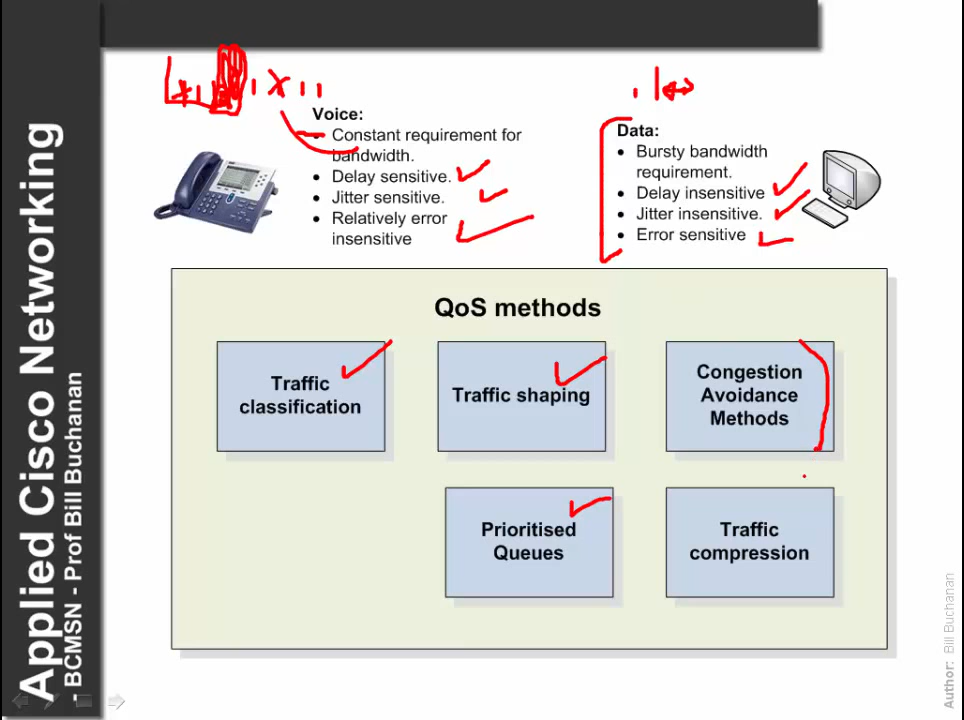 Applied Cisco Networking
- BCMSN - Prof Bill Buchanan
Voice:
• Constant requirement for
bandwidth.
• Delay sensitive.
• Jitter sensitive.
• Relatively error
insensitive
Data:
• Bursty bandwidth
requirement.
• Delay insensitive
• Jitter insensitive.
• Error sensitive
QoS methods
Traffic
classification
Traffic shaping
Congestion
Avoidance
Methods
Prioritised
Queues
Traffic
compression
Author: Bill Buchanan